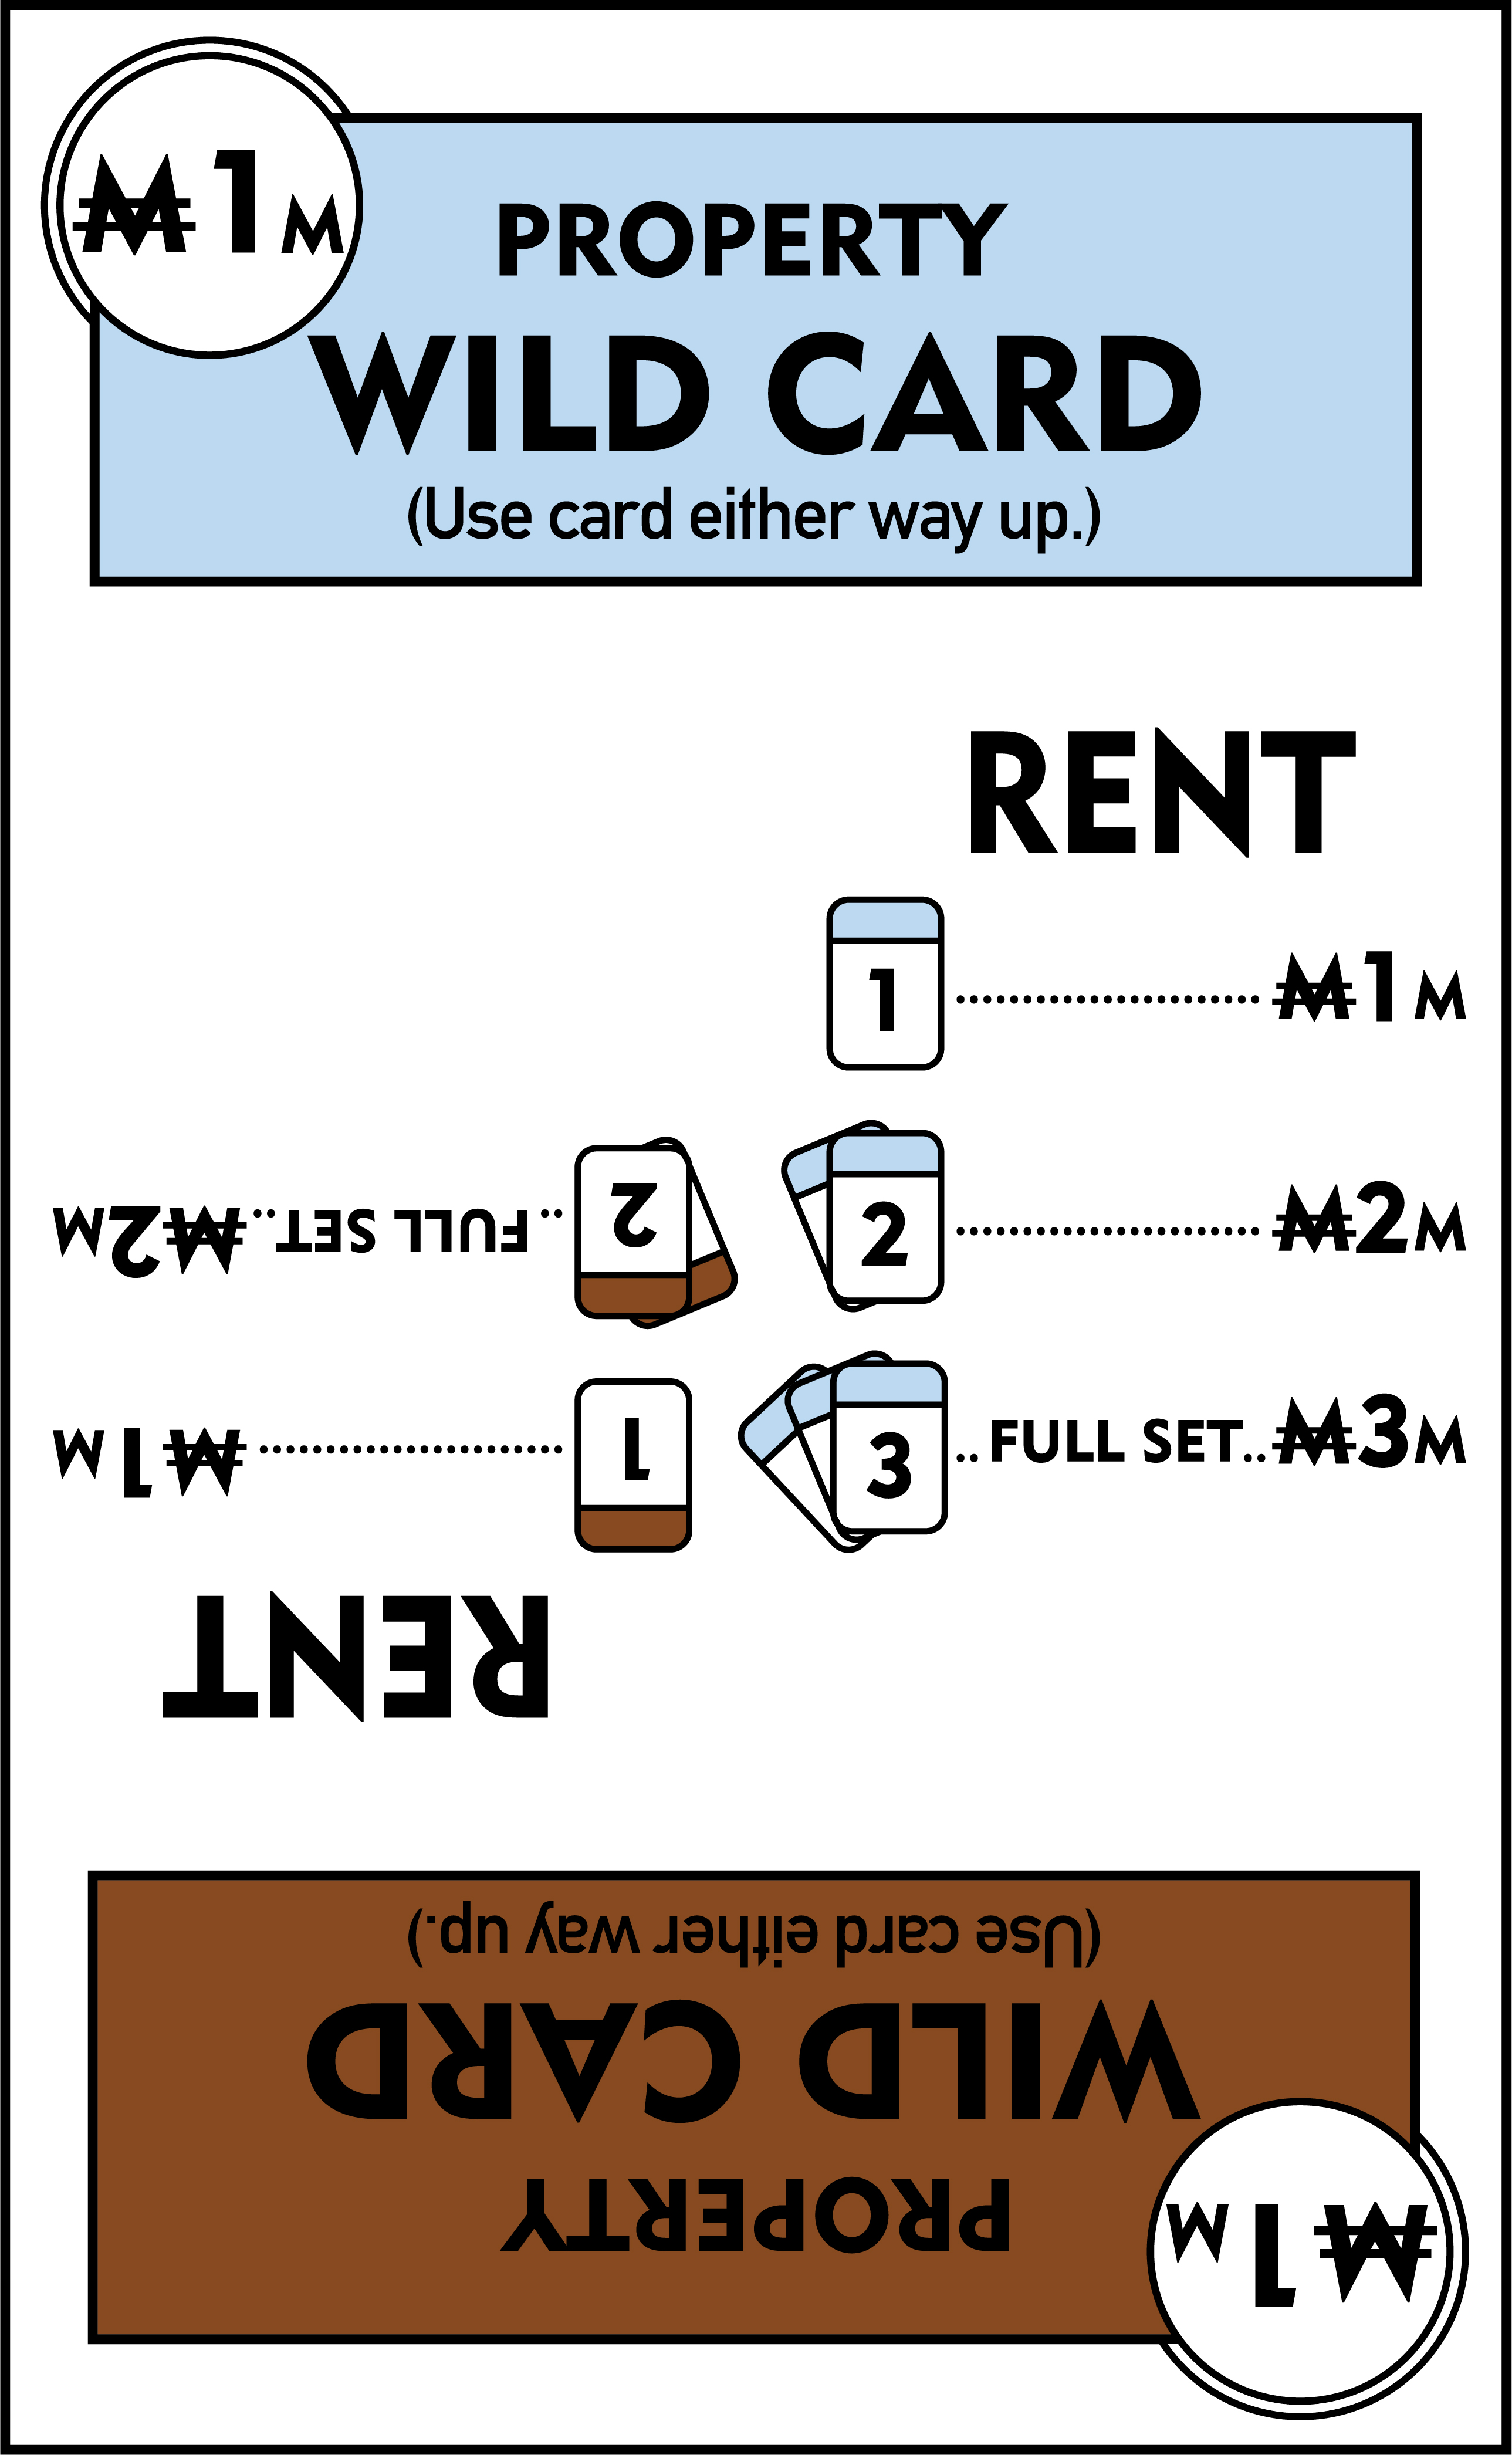 ₩1M
PROPERTY
WILD CARD
(Use card either way up.)
RENT
1 ₩1M
2 ₩2M
3 .. FULL SET .. ₩3M
PROPERTY
WILD CARD
(Use card either way up.)
₩1M
RENT
1 ₩1M
2 .. FULL SET .. ₩2M